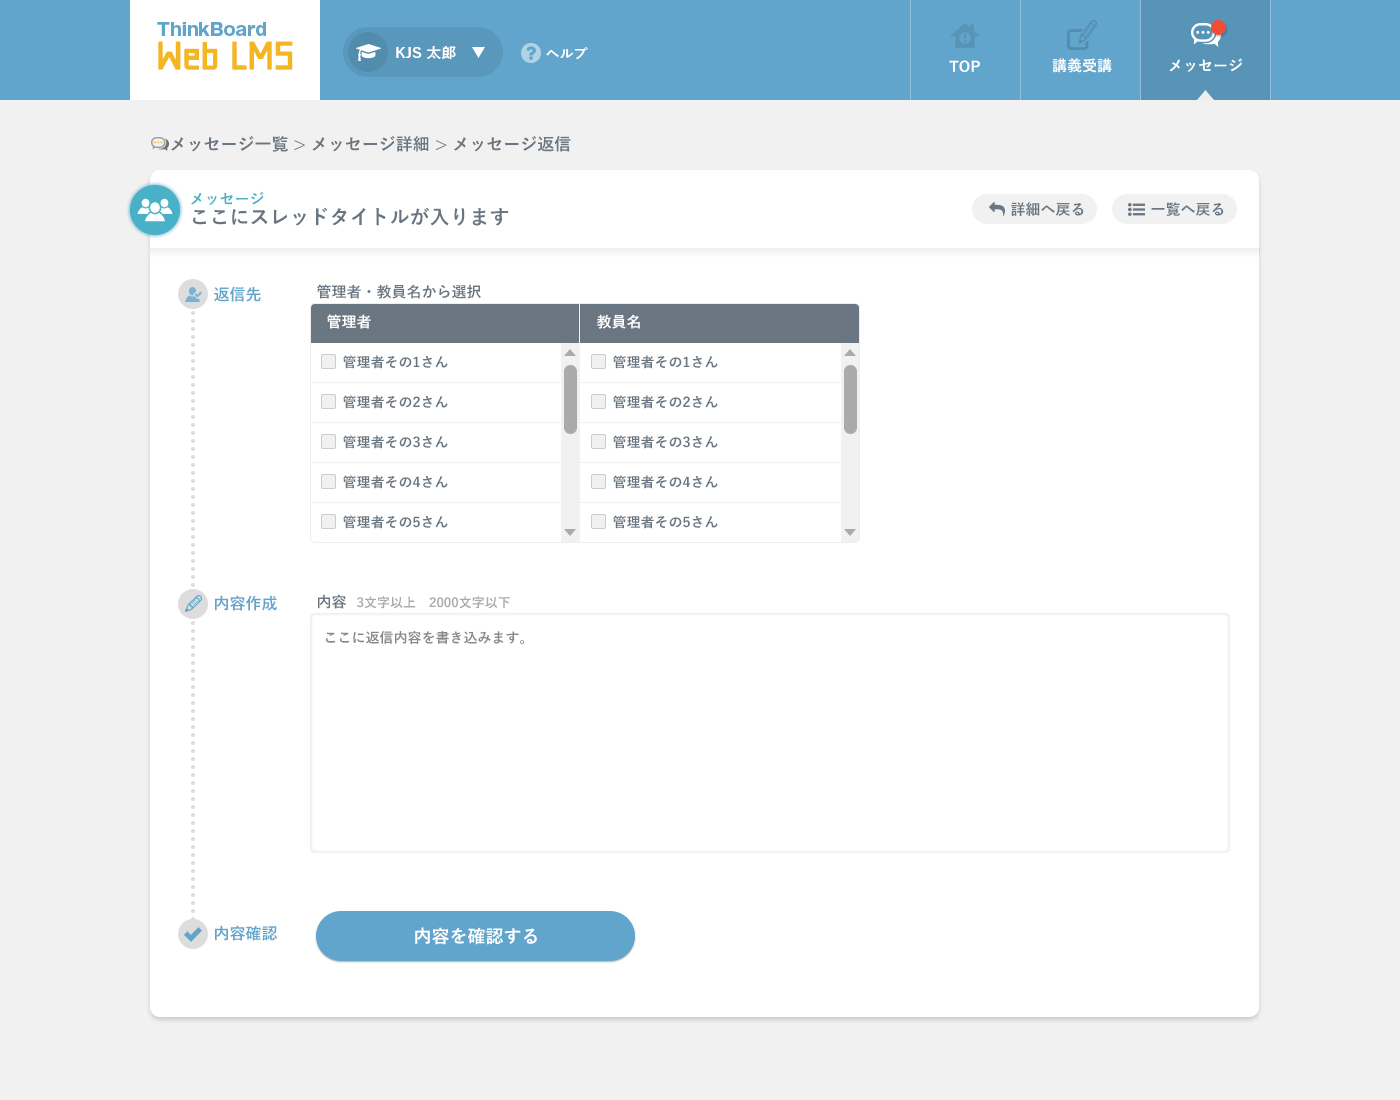 ThinkBoard
Web LMS
KJS 太郎 ▼
ヘルプ
TOP
講義受講
メッセージ
メッセージ一覧 > メッセージ詳細 > メッセージ返信
メッセージ
ここにスレッドタイトルが入ります
詳細へ戻る
一覧へ戻る
返信先
管理者・教員名から選択
管理者
教員名
管理者その1さん
管理者その1さん
管理者その2さん
管理者その2さん
管理者その3さん
管理者その3さん
管理者その4さん
管理者その4さん
管理者その5さん
管理者その5さん
内容作成
内容 3文字以上 2000文字以下
ここに返信内容を書き込みます。
内容確認
内容を確認する